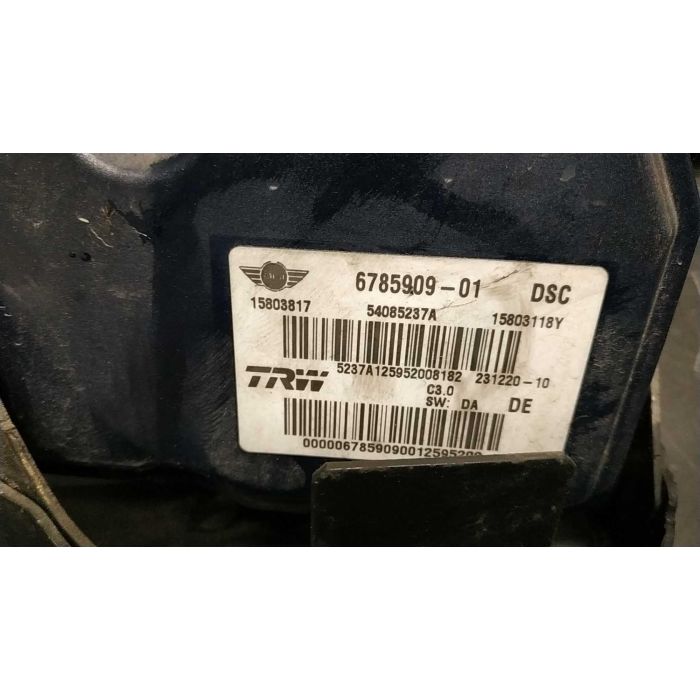 6785909-01 DSC
15803817 54085237A 15803118Y
TRW 5237A125952008182 231220-10
C3.0
SW: DA DE